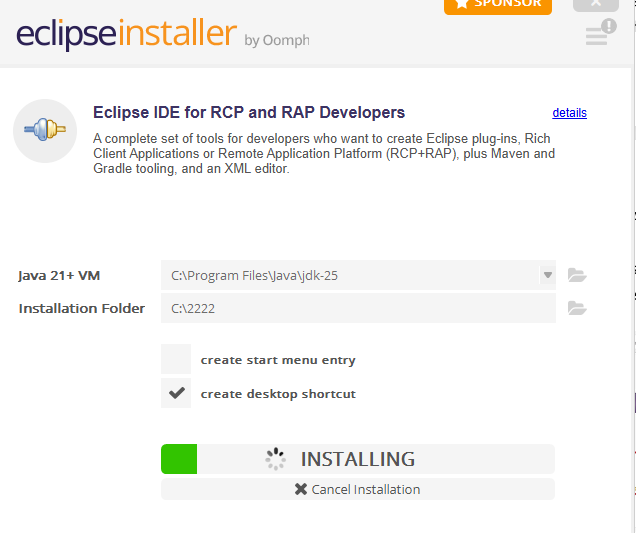 SPONSOR
eclipseinstaller by Oomph
Eclipse IDE for RCP and RAP Developers
details
A complete set of tools for developers who want to create Eclipse plug-ins, Rich
Client Applications or Remote Application Platform (RCP+RAP), plus Maven and
Gradle tooling, and an XML editor.
Java 21+ VM
C:\Program Files\Java\jdk-25
Installation Folder
C:\2222
create start menu entry
create desktop shortcut
INSTALLING
Cancel Installation